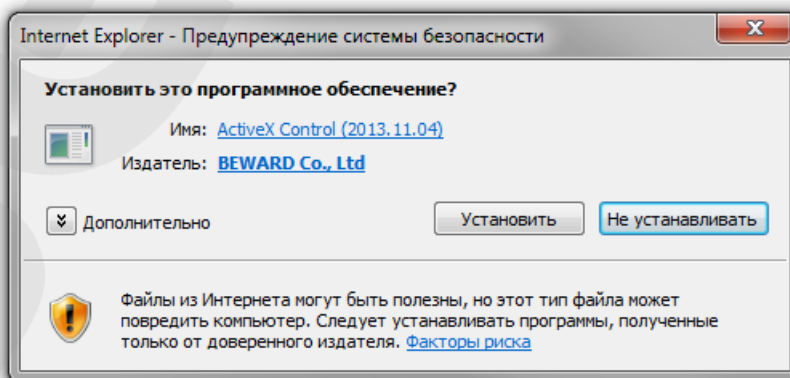 Internet Explorer - Предупреждение системы безопасности
Установить это программное обеспечение?
Имя: ActiveX Control (2013.11.04)
Издатель: BEWARD Co., Ltd
Дополнительно
Установить
Не устанавливать
Файлы из Интернета могут быть полезны, но этот тип файла может
повредить компьютер. Следует устанавливать программы, полученные
только от доверенного издателя. Факторы риска